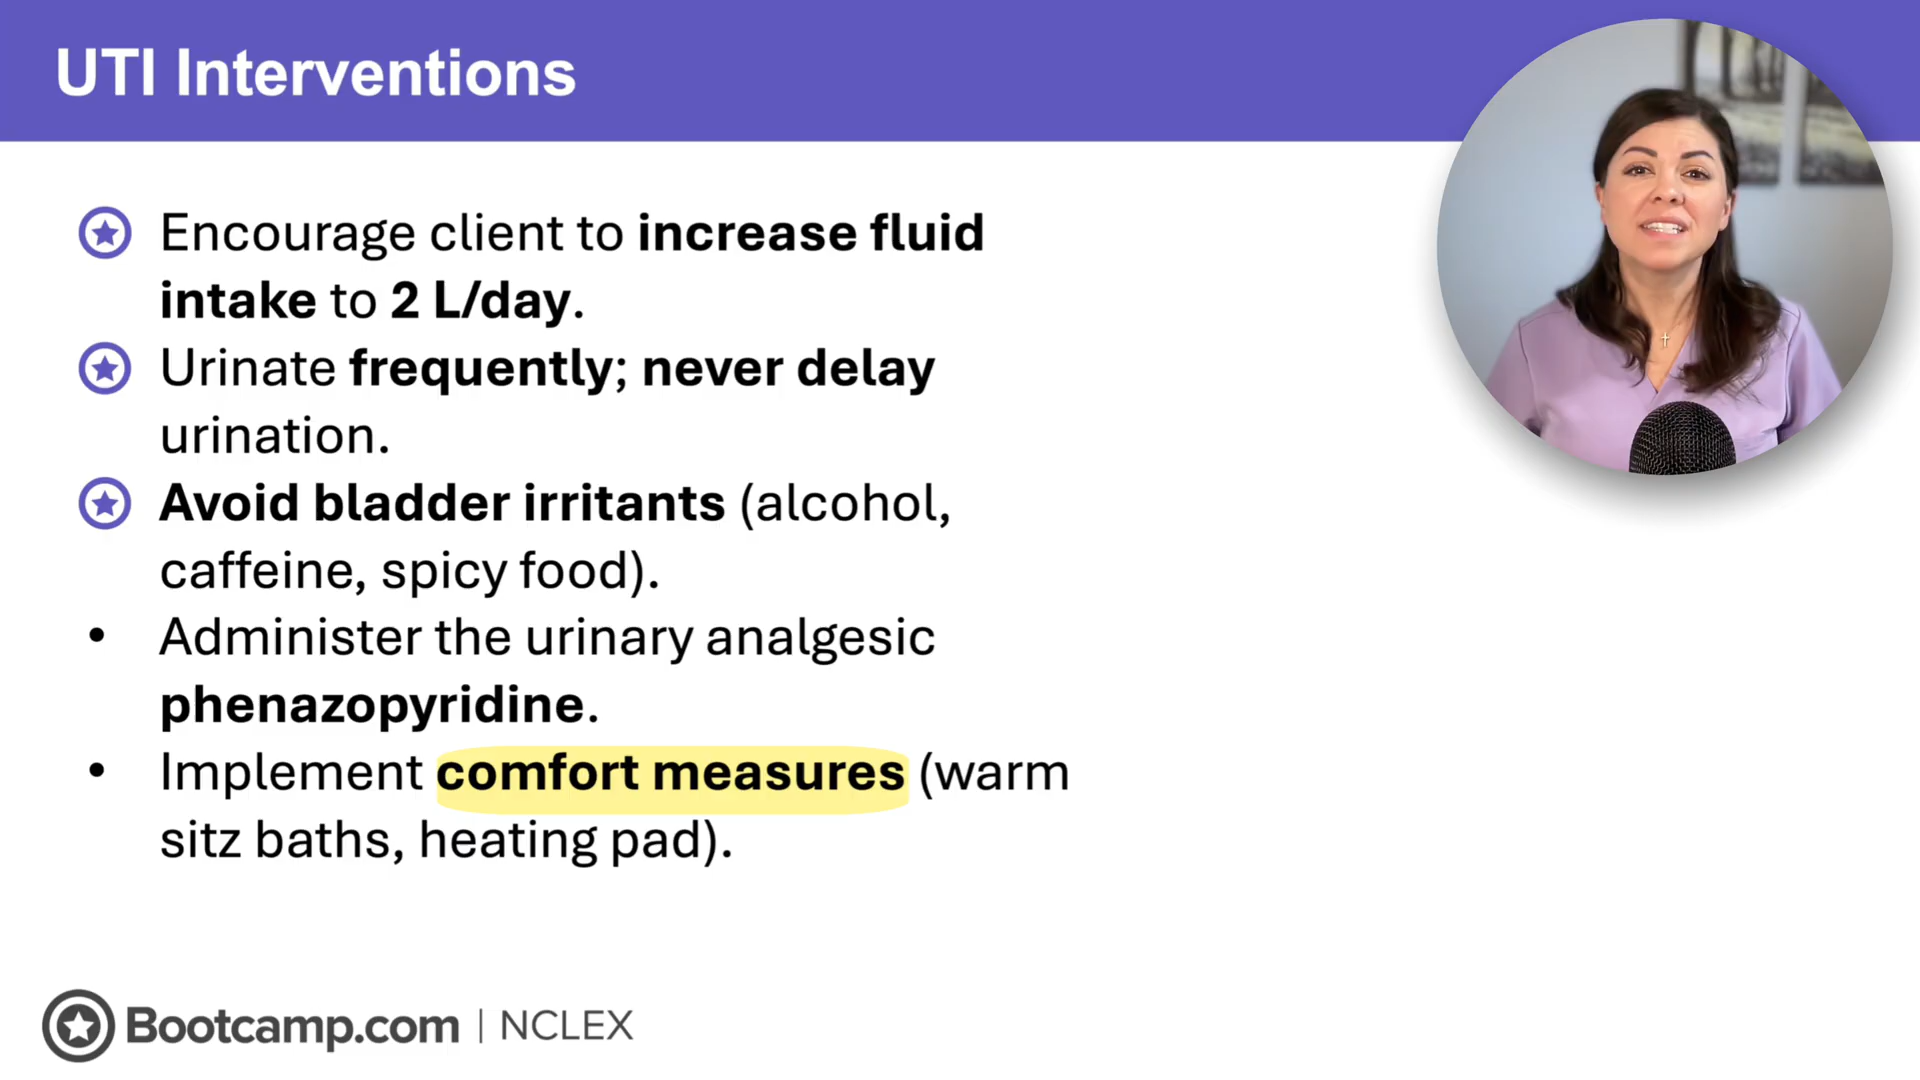 UTI Interventions
Encourage client to increase fluid
intake to 2 L/day.
Urinate frequently; never delay
urination.
Avoid bladder irritants (alcohol,
caffeine, spicy food).
• Administer the urinary analgesic
phenazopyridine.
• Implement comfort measures (warm
sitz baths, heating pad).
Bootcamp.com | NCLEX